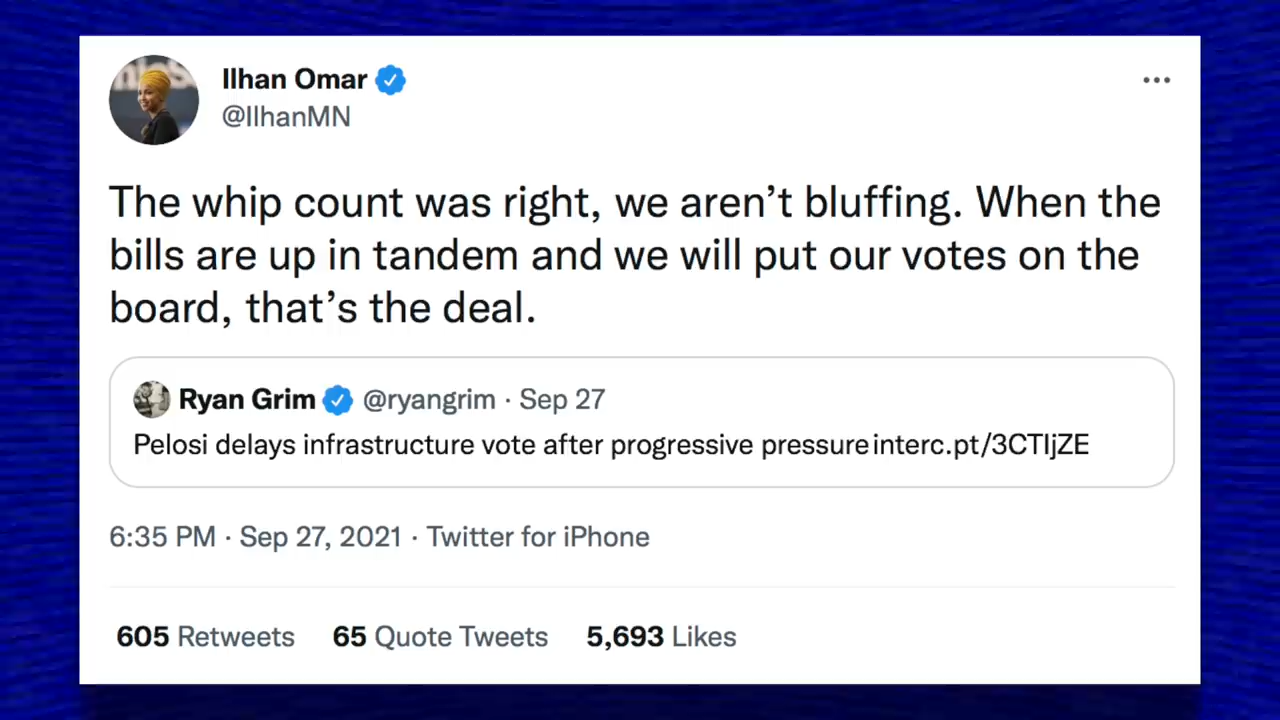 Ilhan Omar
@IlhanMN
The whip count was right, we aren’t bluffing. When the
bills are up in tandem and we will put our votes on the
board, that’s the deal.
Ryan Grim @ryangrim · Sep 27
Pelosi delays infrastructure vote after progressive pressure interc.pt/3CTIjZE
6:35 PM · Sep 27, 2021 · Twitter for iPhone
605 Retweets 65 Quote Tweets 5,693 Likes